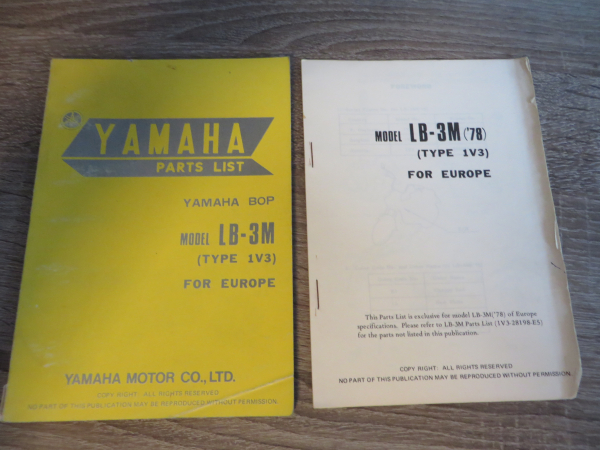 YAMAHA
PARTS LIST
YAMAHA BOP
MODEL LB-3M
(TYPE 1V3)
FOR EUROPE
YAMAHA MOTOR CO., LTD.
COPY RIGHT: ALL RIGHTS RESERVED
NO PART OF THIS PUBLICATION MAY BE REPRODUCED WITHOUT PERMISSION.
MODEL LB-3M ('78)
(TYPE 1V3)
FOR EUROPE
This Parts List is exclusive for model LB-3M('78) of Europe
specifications. Please refer to LB-3M Parts List (1V3-28198-E5)
for the parts not listed in this publication.
COPY RIGHT: ALL RIGHTS RESERVED
NO PART OF THIS PUBLICATION MAY BE REPRODUCED WITHOUT PERMISSION.